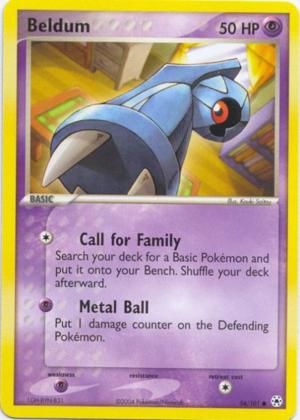 Beldum 50 HP
BASIC
Illus. Kouki Saitou
Call for Family
Search your deck for a Basic Pokémon and
put it onto your Bench. Shuffle your deck
afterward.
Metal Ball
Put 1 damage counter on the Defending
Pokémon.
weakness resistance retreat cost
©2004 Pokémon/Nintendo 54/101